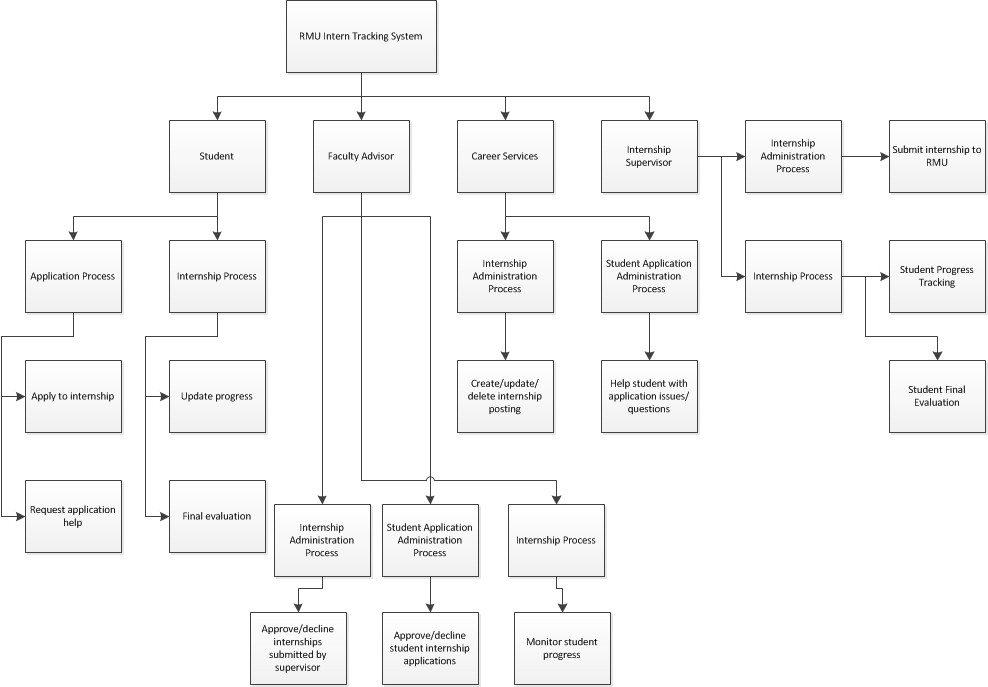 RMU Intern Tracking System
Student
Faculty Advisor
Career Services
Internship
Supervisor
Internship
Administration
Process
Submit internship to
RMU
Application Process
Internship Process
Internship
Administration
Process
Student Application
Administration
Process
Internship Process
Student Progress
Tracking
Apply to internship
Update progress
Create/update/
delete internship
posting
Help student with
application issues/
questions
Student Final
Evaluation
Request application
help
Final evaluation
Internship
Administration
Process
Student Application
Administration
Process
Internship Process
Approve/decline
internships
submitted by
supervisor
Approve/decline
student internship
applications
Monitor student
progress